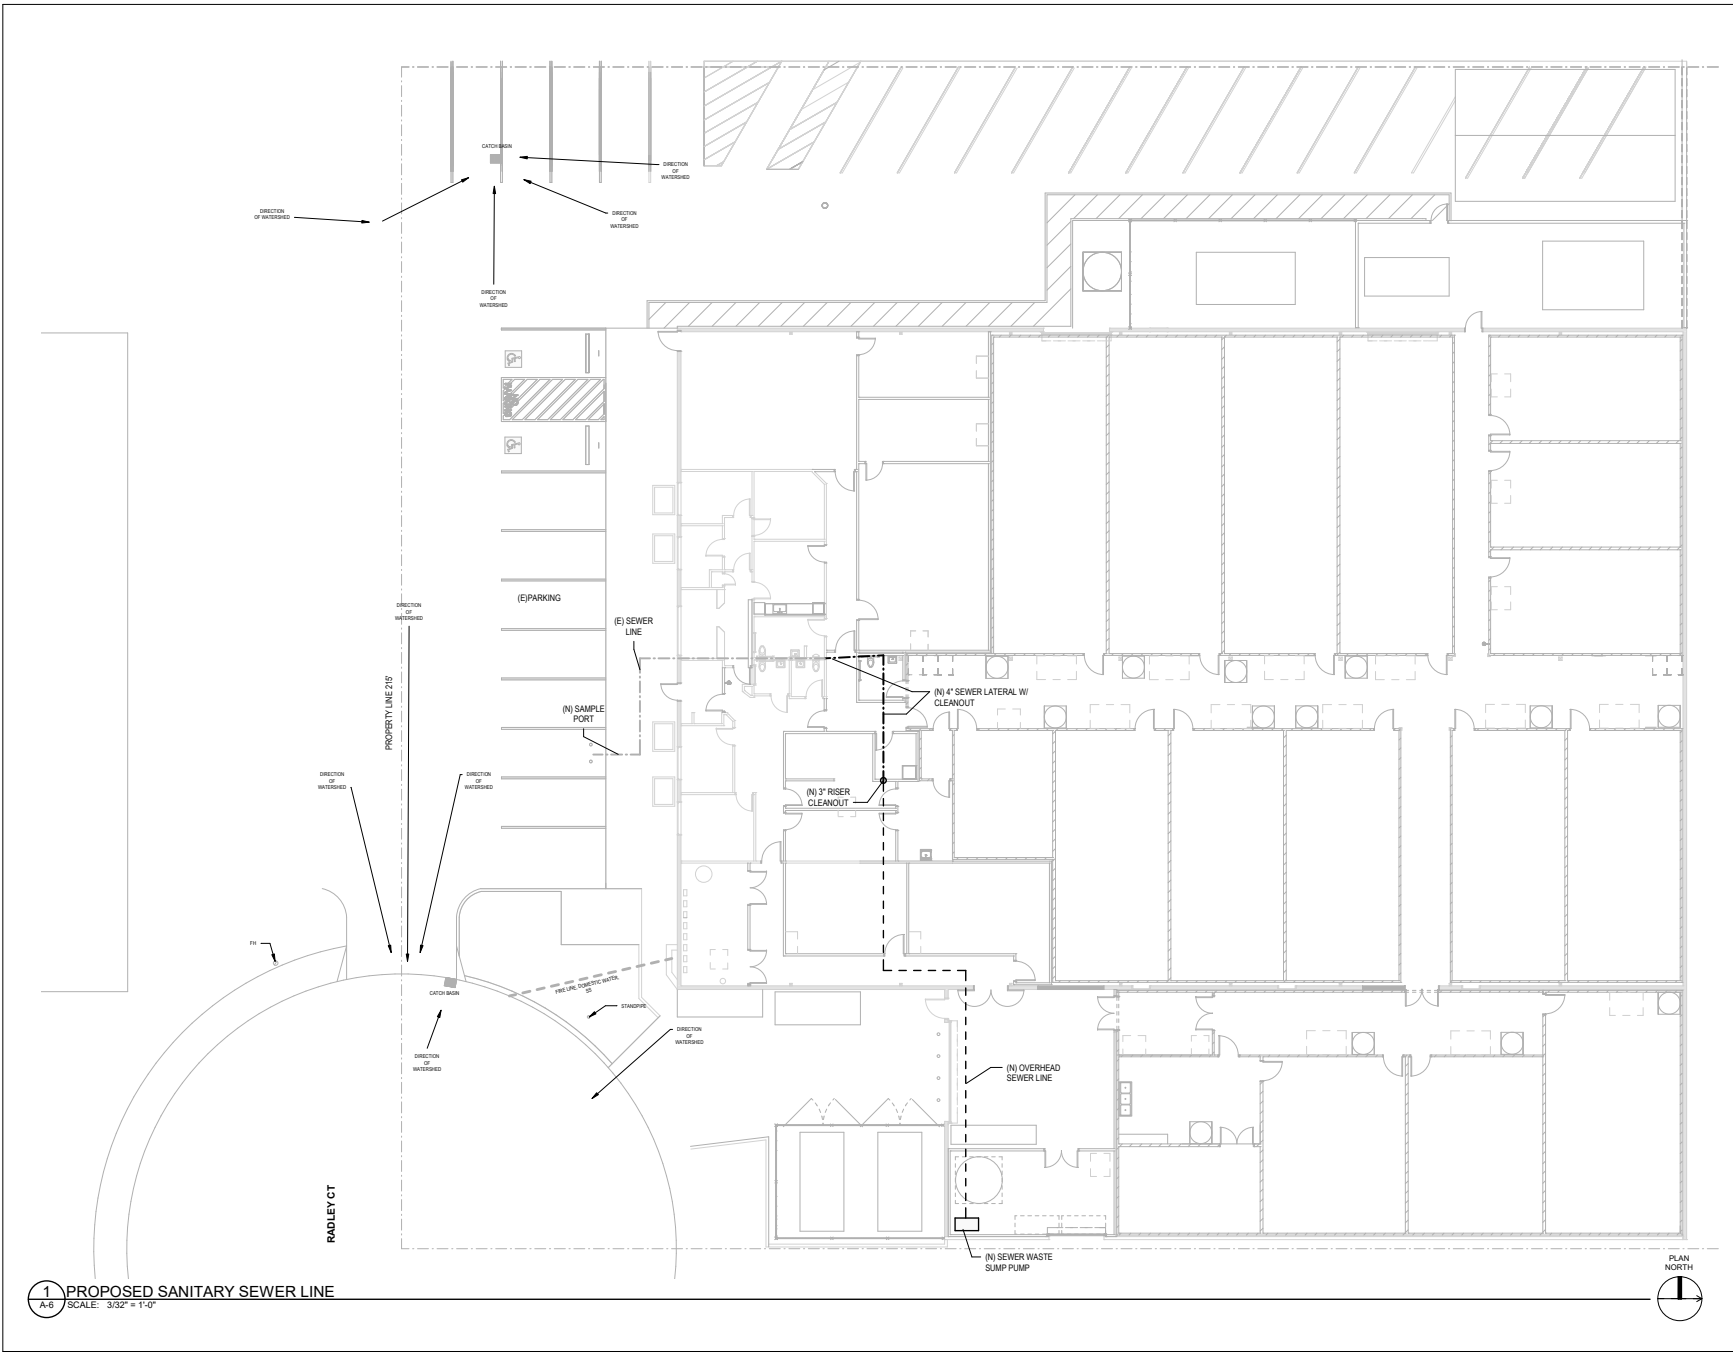 CATCH BASIN
DIRECTION
OF
WATERSHED
DIRECTION
OF WATERSHED
DIRECTION
OF
WATERSHED
DIRECTION
OF
WATERSHED
(E)PARKING
DIRECTION
OF
WATERSHED
(E) SEWER
LINE
PROPERTY LINE 215'
(N) SAMPLE
PORT
(N) 4" SEWER LATERAL W/
CLEANOUT
DIRECTION
OF
WATERSHED
DIRECTION
OF
WATERSHED
(N) 3" RISER
CLEANOUT
FH
CATCH BASIN
FIRE LINE, DOMESTIC WATER,
STANDPIPE
DIRECTION
OF
WATERSHED
DIRECTION
OF
WATERSHED
(N) OVERHEAD
SEWER LINE
RADLEY CT
(N) SEWER WASTE
SUMP PUMP
PLAN
NORTH
1
A-6
PROPOSED SANITARY SEWER LINE
SCALE: 3/32" = 1'-0"